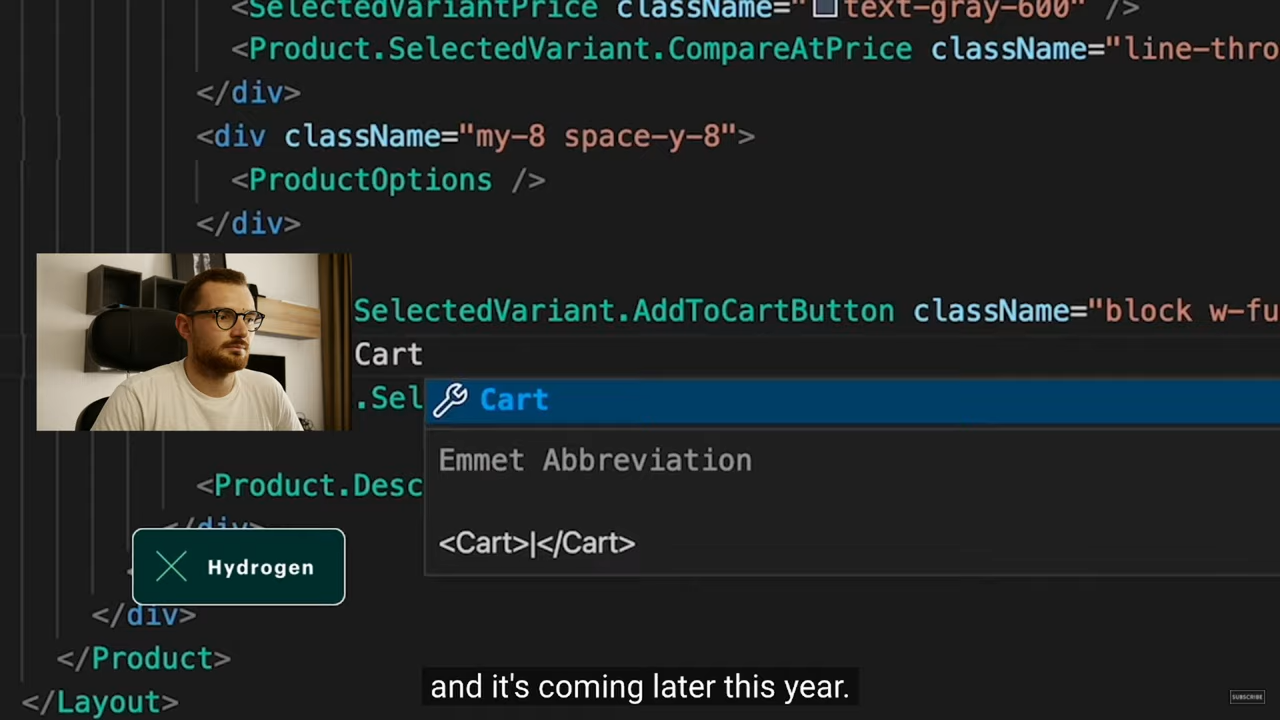 <SelectedVariantPrice className="text-gray-600" />
<Product.SelectedVariant.CompareAtPrice className="line-thro
</div>
<div className="my-8 space-y-8">
<ProductOptions />
</div>
SelectedVariant.AddToCartButton className="block w-fu
Cart
.Sel
Cart
Emmet Abbreviation
<Product.Desc
</div>
<Cart>|</Cart>
Hydrogen
</div>
</Product>
and it's coming later this year.
SUBSCRIBE
</Layout>